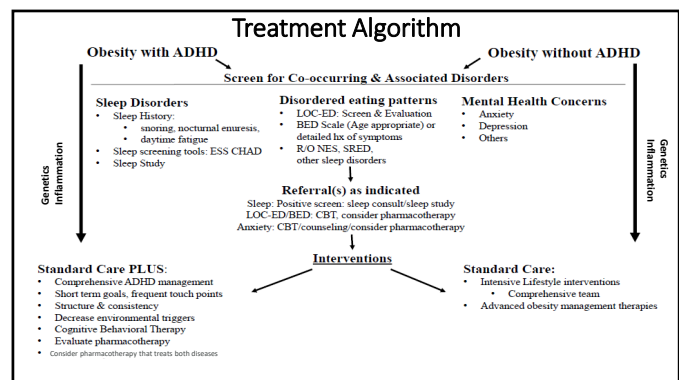 Treatment Algorithm
Obesity with ADHD
Obesity without ADHD
Screen for Co-occurring & Associated Disorders
Sleep Disorders
• Sleep History:
• snoring, nocturnal enuresis,
• daytime fatigue
• Sleep screening tools: ESS CHAD
• Sleep Study
Disordered eating patterns
• LOC-ED: Screen & Evaluation
• BED Scale (Age appropriate) or
detailed hx of symptoms
• R/O NES, SRED,
other sleep disorders
Mental Health Concerns
• Anxiety
• Depression
• Others
Genetics
Inflammation
Genetics
Inflammation
Referral(s) as indicated
Sleep: Positive screen: sleep consult/sleep study
LOC-ED/BED: CBT, consider pharmacotherapy
Anxiety: CBT/counseling/consider pharmacotherapy
Interventions
Standard Care PLUS:
• Comprehensive ADHD management
• Short term goals, frequent touch points
• Structure & consistency
• Decrease environmental triggers
• Cognitive Behavioral Therapy
• Evaluate pharmacotherapy
• Consider pharmacotherapy that treats both diseases
Standard Care:
• Intensive Lifestyle interventions
• Comprehensive team
• Advanced obesity management therapies